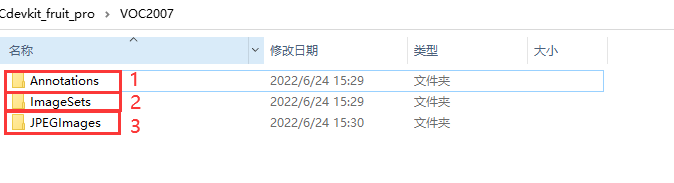 Cdevkit_fruit_pro > VOC2007
名称 修改日期 类型 大小
Annotations 1 2022/6/24 15:29 文件夹
ImageSets 2 2022/6/24 15:29 文件夹
JPEGImages 3 2022/6/24 15:30 文件夹